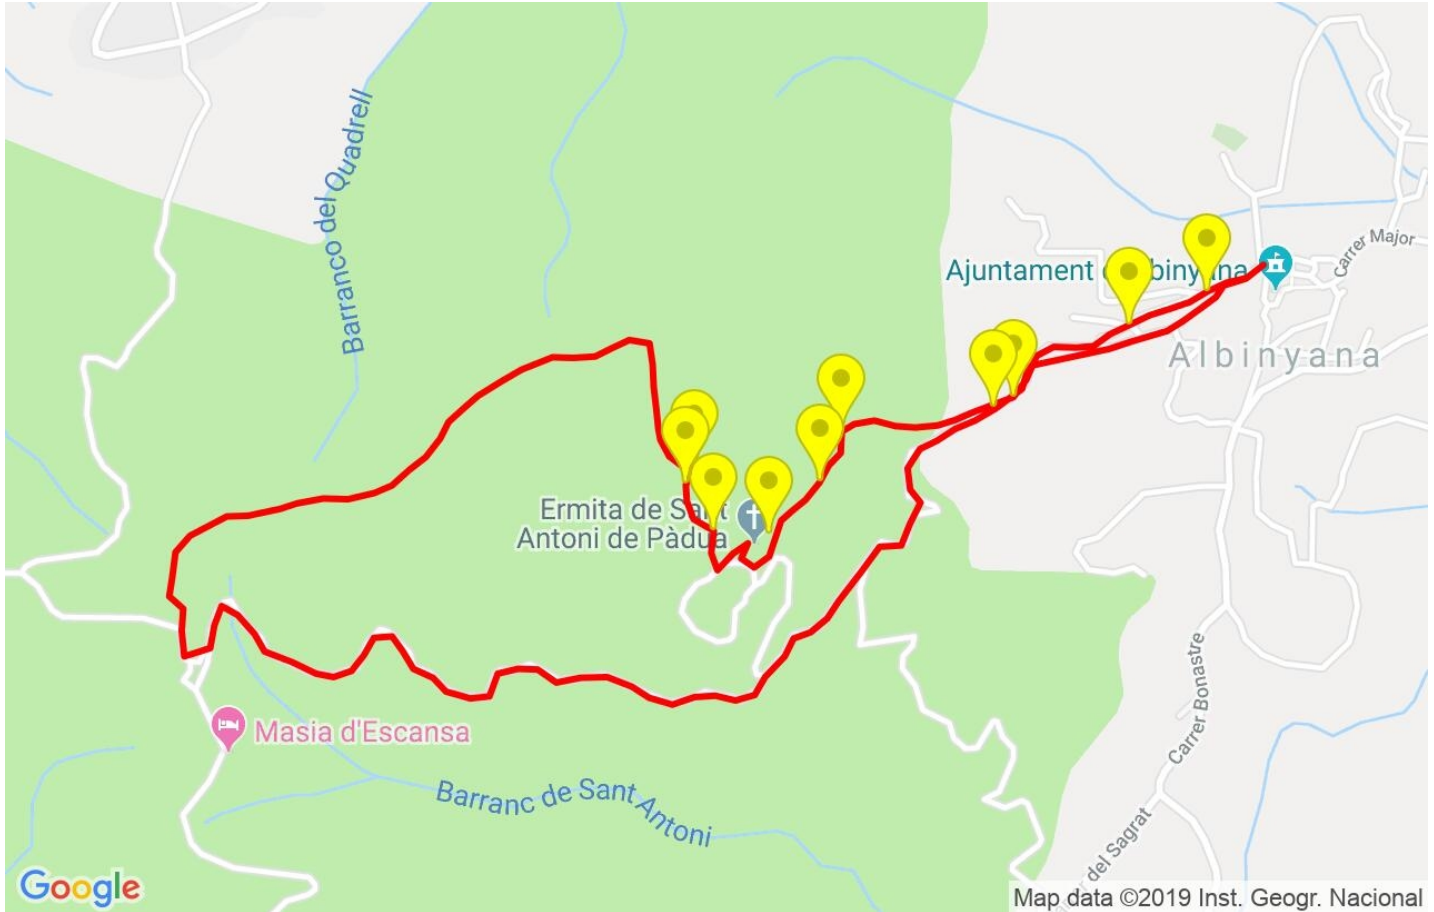 Barranco del Quadrell
Carrer Major
Ajuntament
Albinyana
Ermita de Sant
Antoni de Pàdua
Carrer Bonastre
Masia d'Escansa
Barranc de Sant Antoni
del Sagrat
Google
Map data ©2019 Inst. Geogr. Nacional